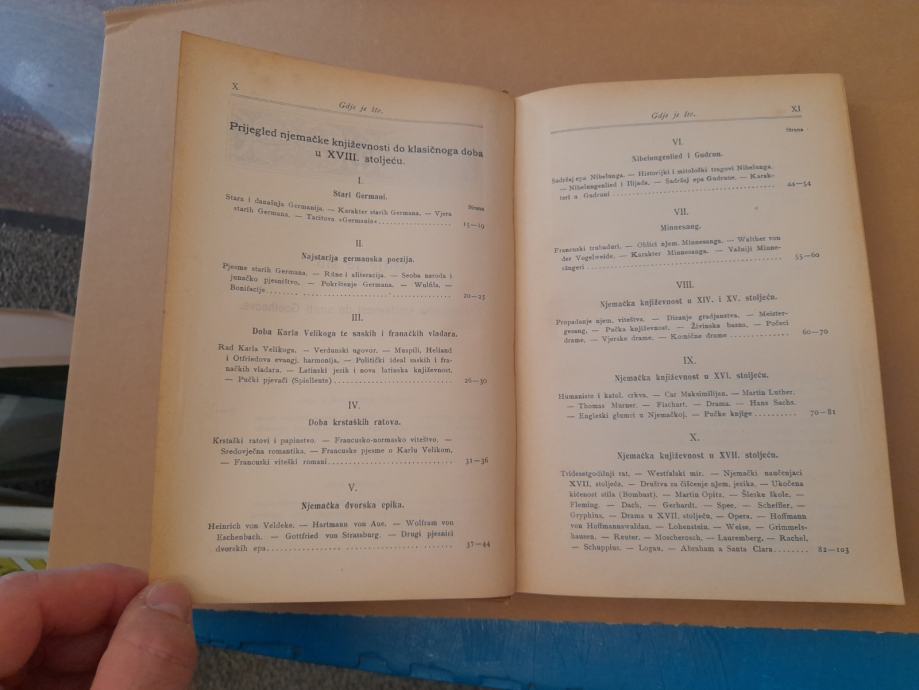 X
Gdje je što.
Prijegled njemačke književnosti do klasičnoga doba
u XVIII. stoljeću.
I.
Stari Germani.
Strana
Stara i današnja Germanija. — Karakter starih Germana. — Vjera
starih Germana. — Tacitova »Germania« 15—19
II.
Najstarija germanska poezija.
Pjesme starih Germana. — Rune i aliteracija. — Seoba naroda i
junačko pjesništvo. — Pokrštenje Germana. — Wulfila. —
Bonifacije 20—25
III.
Doba Karla Velikoga te saskih i franačkih vladara.
Rad Karla Velikoga. — Verdunski ugovor. — Muspili, Heliand
i Otfriedova evangj. harmonija. — Politički ideal saskih i fra-
načkih vladara. — Latinski jezik i nova latinska književnost.
— Pučki pjevači (Spielleute) 26—30
IV.
Doba krstaških ratova.
Krstaški ratovi i papinstvo. — Francusko-normasko viteštvo. —
Sredovječna romantika. — Francuske pjesme o Karlu Velikom.
— Francuski viteški romani 31—36
V.
Njemačka dvorska epika.
Heinrich von Veldeke. — Hartmann von Aue. — Wolfram von
Eschenbach. — Gottfried von Strassburg. — Drugi pjesnici
dvorskih epa 37—44
Gdje je što.
XI
Strana
VI.
Nibelungenlied i Gudrun.
Sadržaj epa Nibelunga. — Historijki i mitološki tragovi Nibelunga.
— Nibelungenlied i Ilijada. — Sadržaj epa Gudrune. — Karak-
teri u Gudruni 44—54
VII.
Minnesang.
Francuski trubaduri. — Oblici njem. Minnesanga. — Walther von
der Vogelweide. — Karakter Minnesanga. — Važniji Minne-
singeri 55—60
VIII.
Njemačka književnost u XIV. i XV. stoljeću.
Propadanje njem. viteštva. — Dizanje gradjanstva. — Meister-
gesang. — Pučka književnost. — Životinska basna. — Počeci
drame. — Vjerske drame. — Komične drame 60—70
IX.
Njemačka književnost u XVI. stoljeću.
Humaniste i katol. crkva. — Car Maksimilijan. — Martin Luther.
— Thomas Murner. — Fischart. — Drama. — Hans Sachs.
— Engleski glumci u Njemačkoj. — Pučke knjige 70—81
X.
Njemačka književnost u XVII. stoljeću.
Tridesetgodišnji rat. — Westfalski mir. — Njemački naučenjaci
XVII. stoljeća. — Društva za čišćenje njem. jezika. — Ukočena
kićenost stila (Bombast). — Martin Opitz. — Šleske škole. —
Fleming. — Dach. — Gerhardt. — Spee. — Scheffler. —
Gryphius. — Drama u XVII. stoljeću. — Opera. — Hoffmann
von Hoffmannswaldau. — Lohenstein. — Weise. — Grimmels-
hausen. — Reuter. — Moscherosch. — Lauremberg. — Rachel.
— Schuppius. — Logau. — Abraham a Santa Clara 82—103